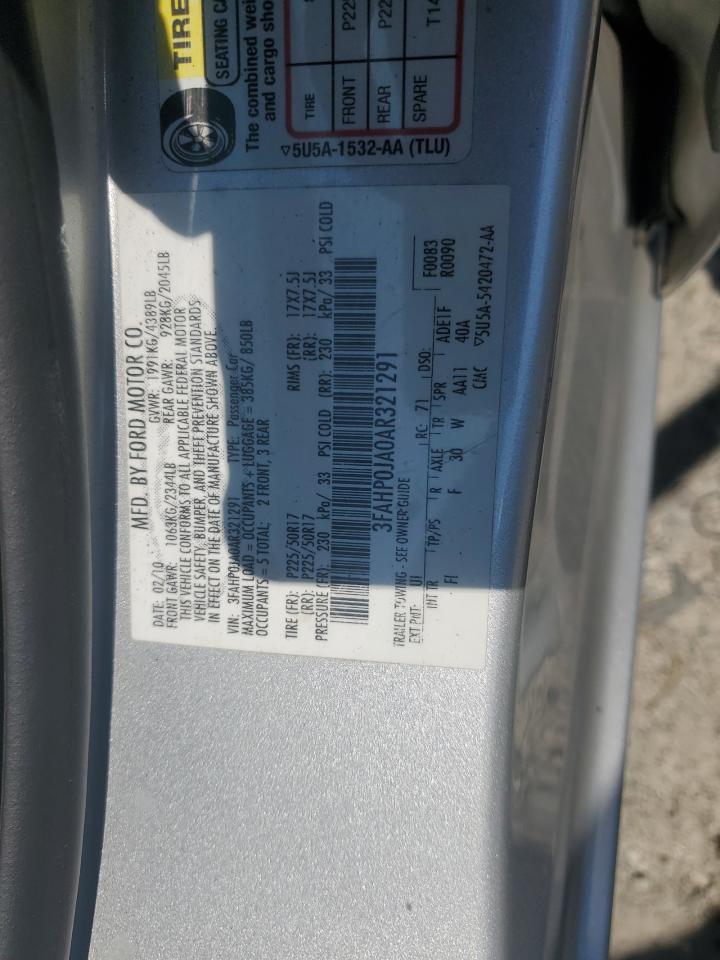 TIRE
SEATING CA
The combined wei
and cargo sho
TIRE
FRONT P22
REAR P22
SPARE T14
▽5U5A-1532-AA (TLU)
MFD. BY FORD MOTOR CO.
DATE: 02/10 GVWR: 1991KG/4389LB
FRONT GAWR: 1063KG/2344LB REAR GAWR: 928KG/2045LB
THIS VEHICLE CONFORMS TO ALL APPLICABLE FEDERAL MOTOR
VEHICLE SAFETY, BUMPER, AND THEFT PREVENTION STANDARDS
IN EFFECT ON THE DATE OF MANUFACTURE SHOWN ABOVE.
VIN: 3FAHP0JA0AR321291 TYPE: Passenger Car
MAXIMUM LOAD = OCCUPANTS + LUGGAGE = 385KG/ 850LB
OCCUPANTS = 5 TOTAL: 2 FRONT, 3 REAR
TIRE (FR): P225/50R17 RIMS (FR): 17X7.5J
(RR): P225/50R17 (RR): 17X7.5J
PRESSURE (FR): 230 kPa/ 33 PSI COLD (RR): 230 kPa/ 33 PSI COLD
3FAHP0JA0AR321291
TRAILER TOWING - SEE OWNER GUIDE F0083
EXT PNT: UI RC: 71 DSO: R0090
INT TR TP/PS R AXLE TR SPR ADE1F
FI F 30 W AA11 40A
CJMC ▽5U5A-5420472-AA